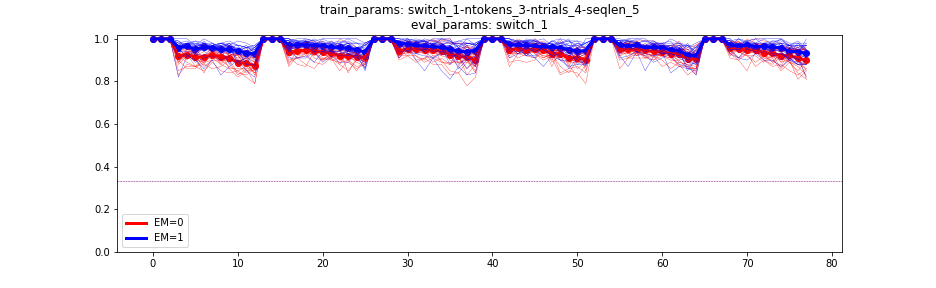 train_params: switch_1-ntokens_3-ntrials_4-seqlen_5
eval_params: switch_1
1.0
0.8
0.6
0.4
0.2
0.0
EM=0
EM=1
0 10 20 30 40 50 60 70 80